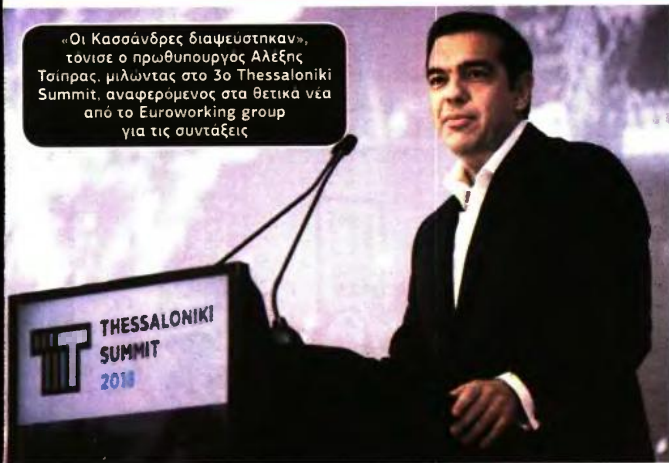 «Οι Κασσάνδρες διαψεύστηκαν»,
τόνισε ο πρωθυπουργός Αλέξης
Τσίπρας, μιλώντας στο 3ο Thessaloniki
Summit, αναφερόμενος στα θετικά νέα
από το Euroworking group
για τις συντάξεις
THESSALONIKI
SUMMIT
2018